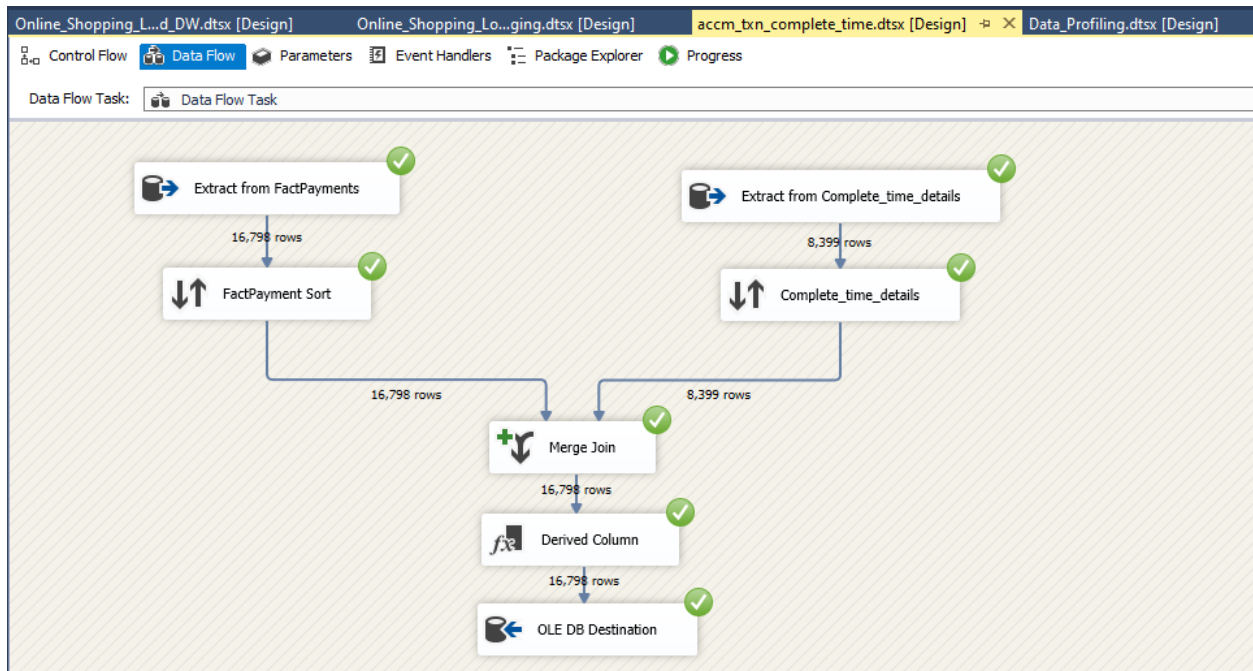 Online_Shopping_L...d_DW.dtsx [Design] Online_Shopping_Lo...ging.dtsx [Design] accm_txn_complete_time.dtsx [Design] Data_Profiling.dtsx [Design]
Control Flow Data Flow Parameters Event Handlers Package Explorer Progress
Data Flow Task: Data Flow Task
Extract from FactPayments
Extract from Complete_time_details
16,798 rows
8,399 rows
FactPayment Sort
Complete_time_details
16,798 rows
8,399 rows
Merge Join
16,798 rows
fx Derived Column
16,798 rows
OLE DB Destination